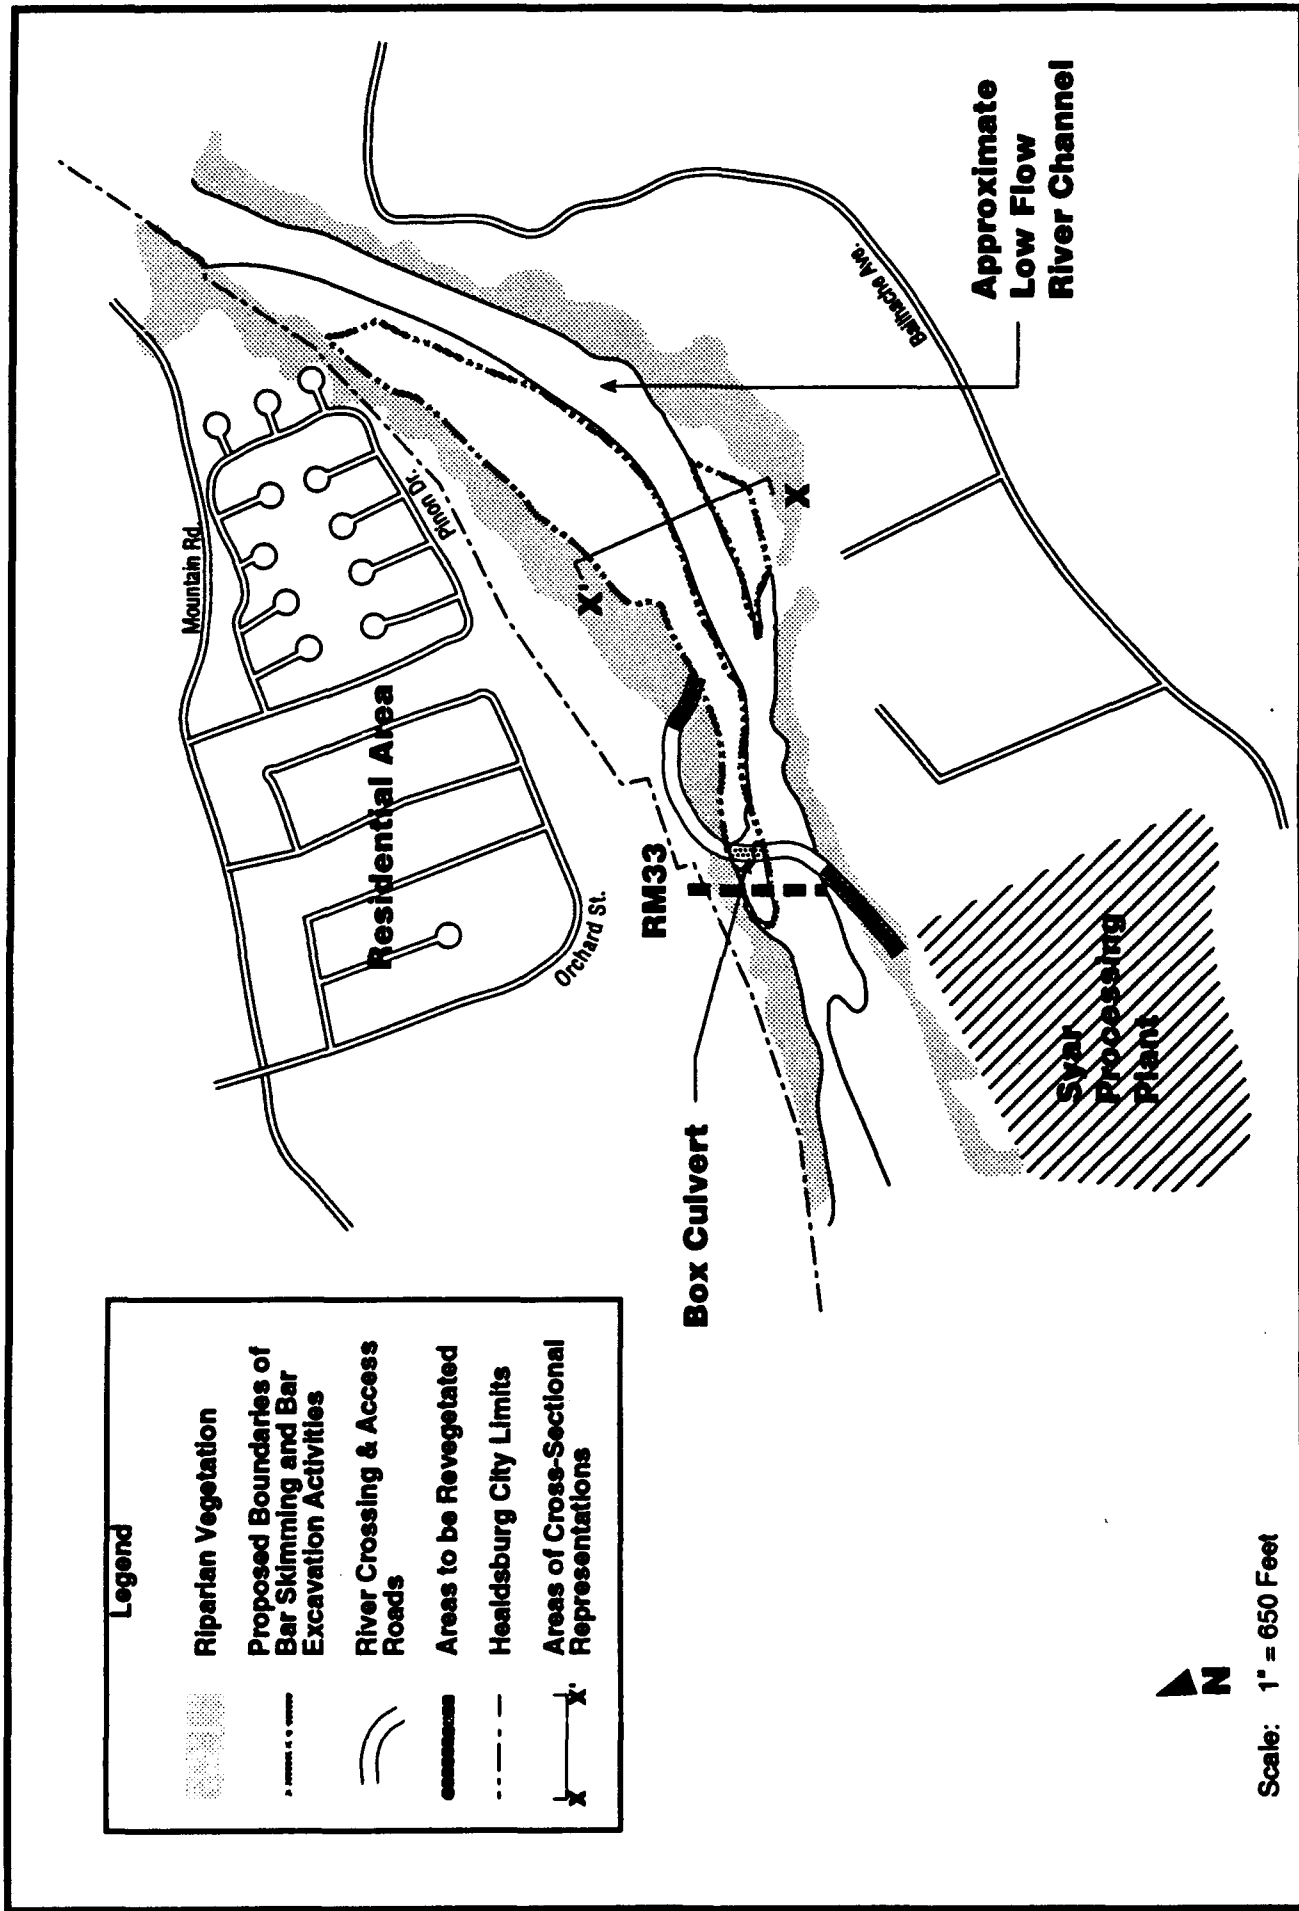 Legend
Riparian Vegetation
Proposed Boundaries of
Bar Skimming and Bar
Excavation Activities
River Crossing & Access
Roads
Areas to be Revegetated
Healdsburg City Limits
X X'
Areas of Cross-Sectional
Representations
Mountain Rd.
Residential Area
Pinon Dr.
Orchard St.
RM33
Box Culvert
X'
X
Bailhache Ave.
Approximate
Low Flow
River Channel
Syar
Processing
Plant
N
Scale: 1" = 650 Feet